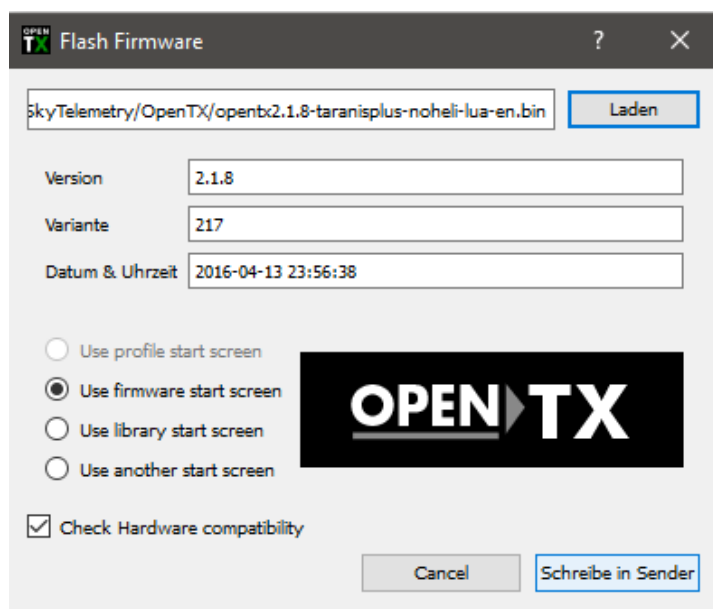 OPEN
TX Flash Firmware ? ×
SkyTelemetry/OpenTX/opentx2.1.8-taranisplus-noheli-lua-en.bin Laden
Version 2.1.8
Variante 217
Datum & Uhrzeit 2016-04-13 23:56:38
Use profile start screen
Use firmware start screen
Use library start screen
Use another start screen
OPEN TX
Check Hardware compatibility
Cancel Schreibe in Sender